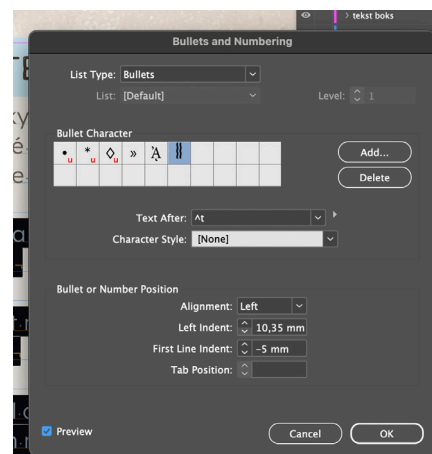 tekst boks
Bullets and Numbering
List Type: Bullets
List: [Default] Level: 1
Bullet Character
• * ◊ »
u u u
Add...
Delete
Text After: ^t
Character Style: [None]
Bullet or Number Position
Alignment: Left
Left Indent: 10,35 mm
First Line Indent: -5 mm
Tab Position:
Preview Cancel OK